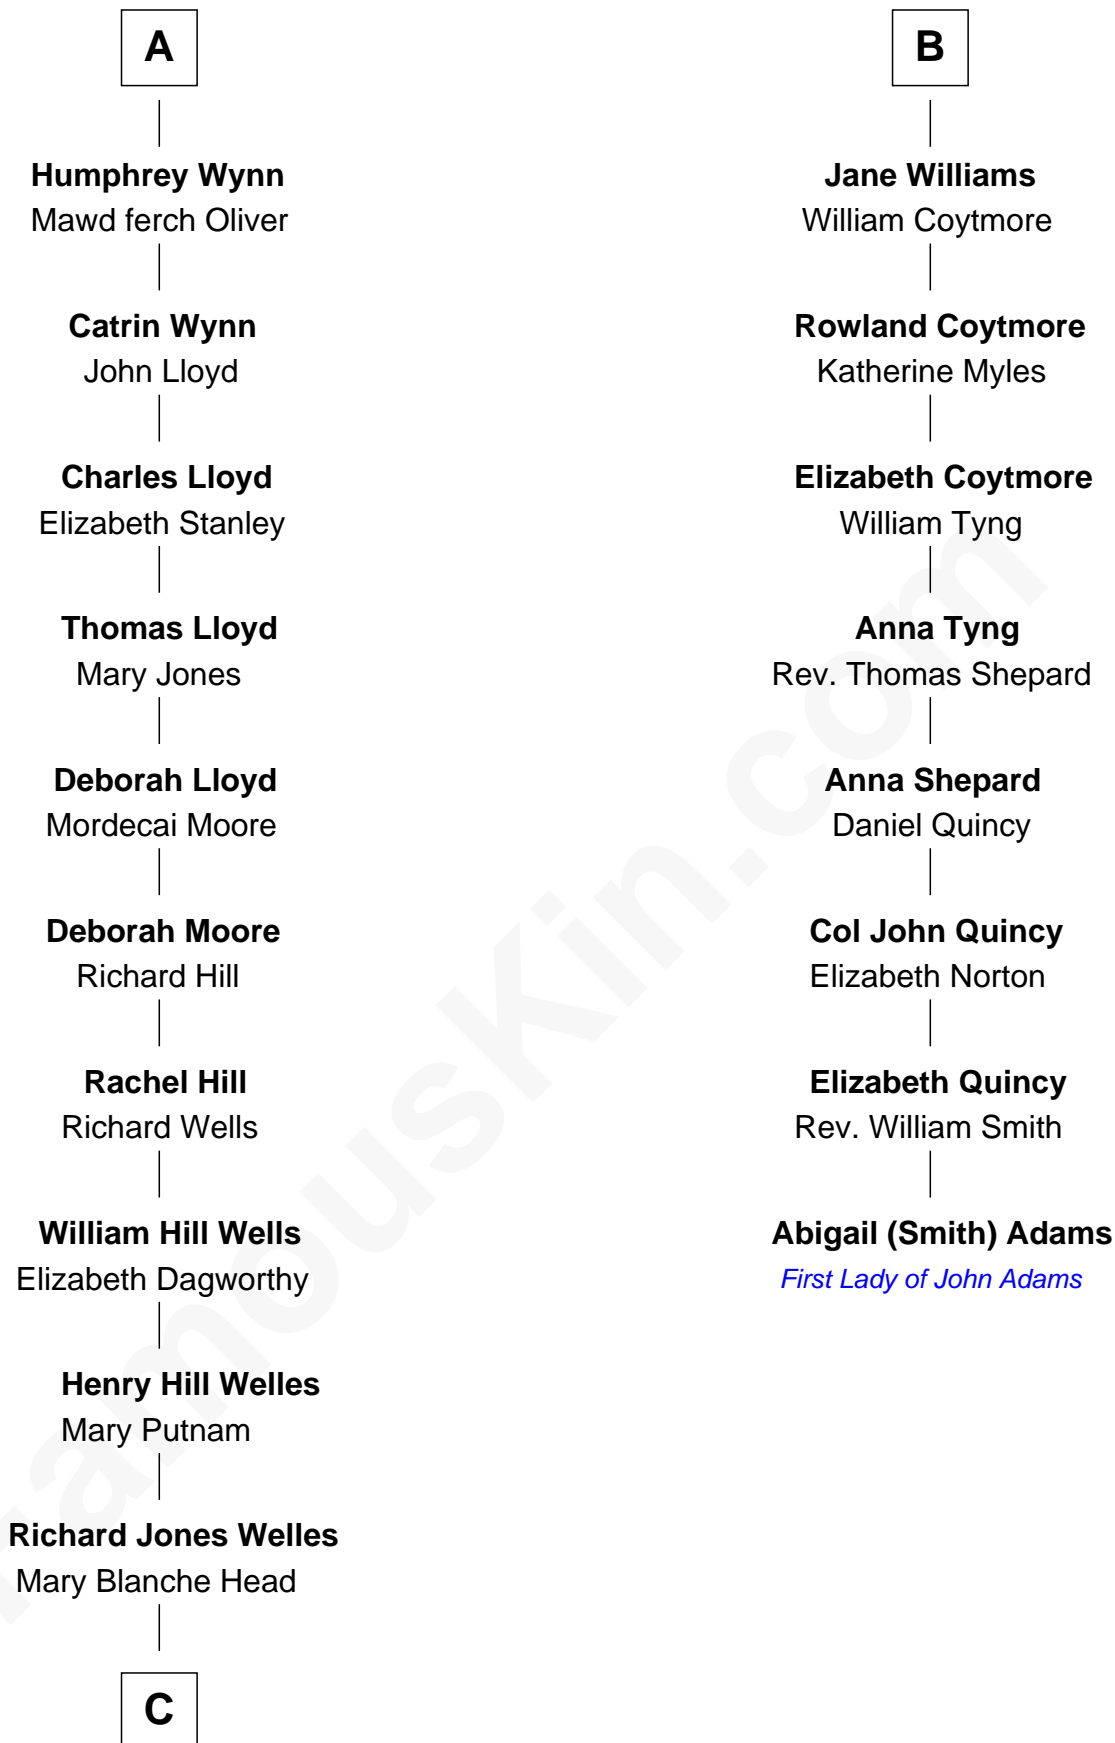 A
Humphrey Wynn
Mawd ferch Oliver
Catrin Wynn
John Lloyd
Charles Lloyd
Elizabeth Stanley
Thomas Lloyd
Mary Jones
Deborah Lloyd
Mordecai Moore
Deborah Moore
Richard Hill
Rachel Hill
Richard Wells
William Hill Wells
Elizabeth Dagworthy
Henry Hill Welles
Mary Putnam
Richard Jones Welles
Mary Blanche Head
C
B
Jane Williams
William Coytmore
Rowland Coytmore
Katherine Myles
Elizabeth Coytmore
William Tyng
Anna Tyng
Rev. Thomas Shepard
Anna Shepard
Daniel Quincy
Col John Quincy
Elizabeth Norton
Elizabeth Quincy
Rev. William Smith
Abigail (Smith) Adams
First Lady of John Adams
FamousKin.com